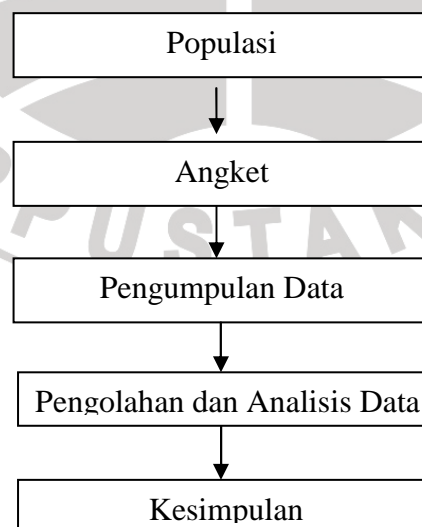 Populasi
Angket
Pengumpulan Data
Pengolahan dan Analisis Data
Kesimpulan